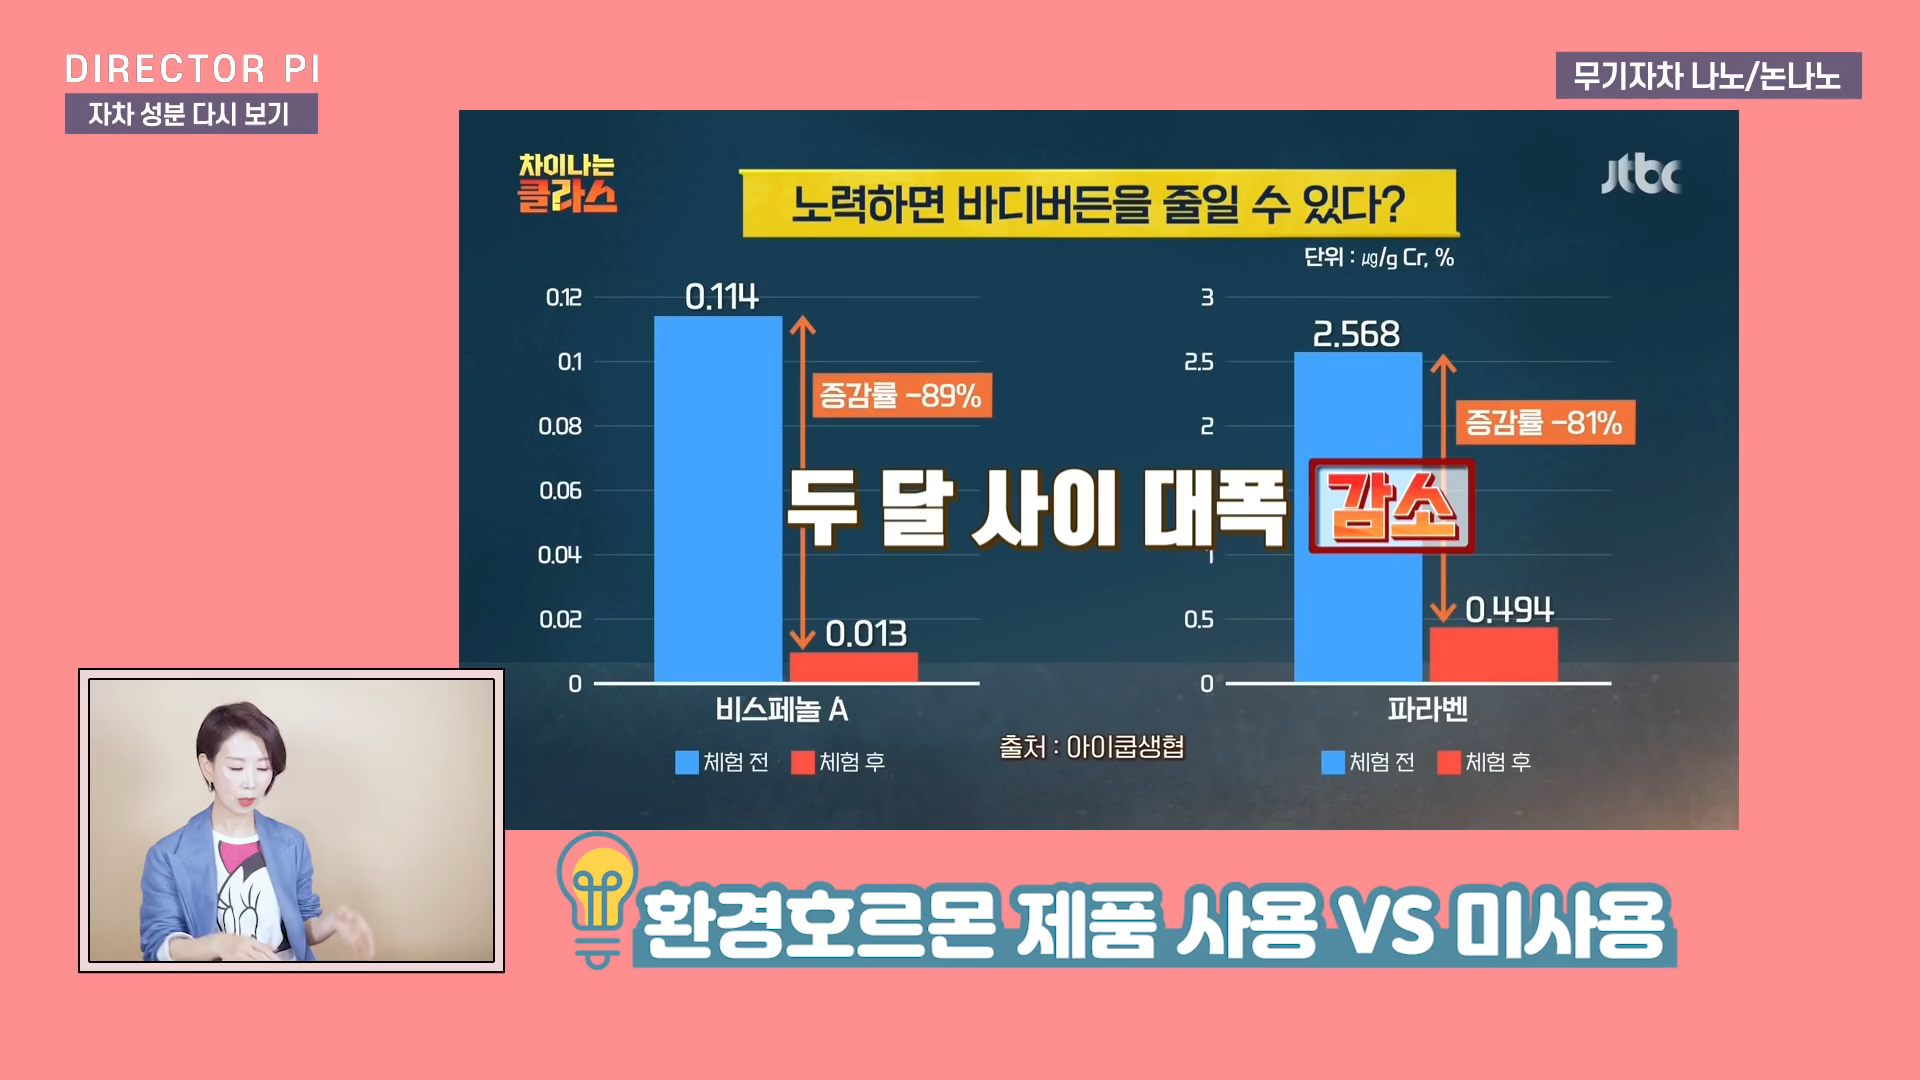 DIRECTOR PI
자차 성분 다시 보기
무기자차 나노/논나노
차이나는
클라스
jtbc
노력하면 바디버든을 줄일 수 있다?
단위 : ㎍/g Cr, %
0.12
0.1
0.08
0.06
0.04
0.02
0
0.114
증감률 -89%
0.013
비스페놀 A
체험 전
체험 후
3
2.5
2
1
0.5
0
2.568
증감률 -81%
0.494
파라벤
체험 전
체험 후
두 달 사이 대폭 감소
출처 : 아이쿱생협
환경호르몬 제품 사용 VS 미사용